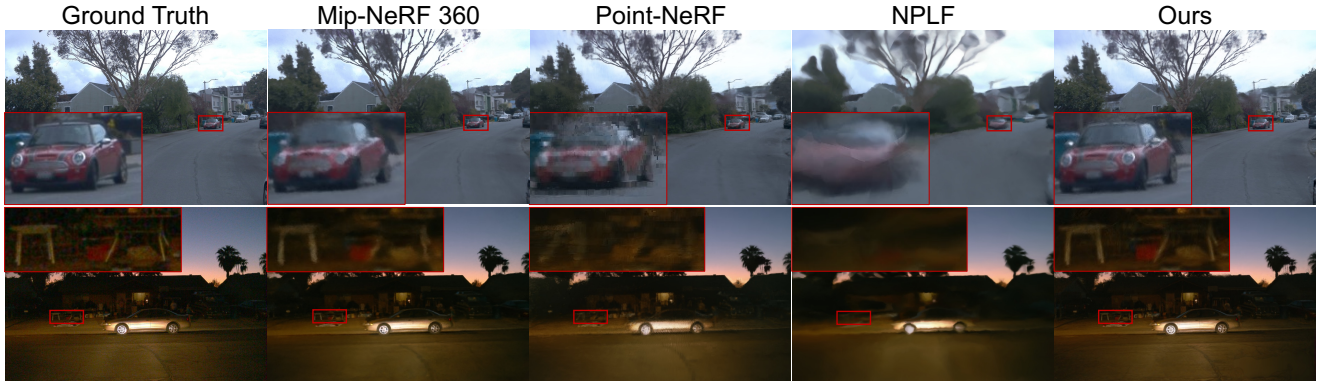 Ground Truth
Mip-NeRF 360
Point-NeRF
NPLF
Ours